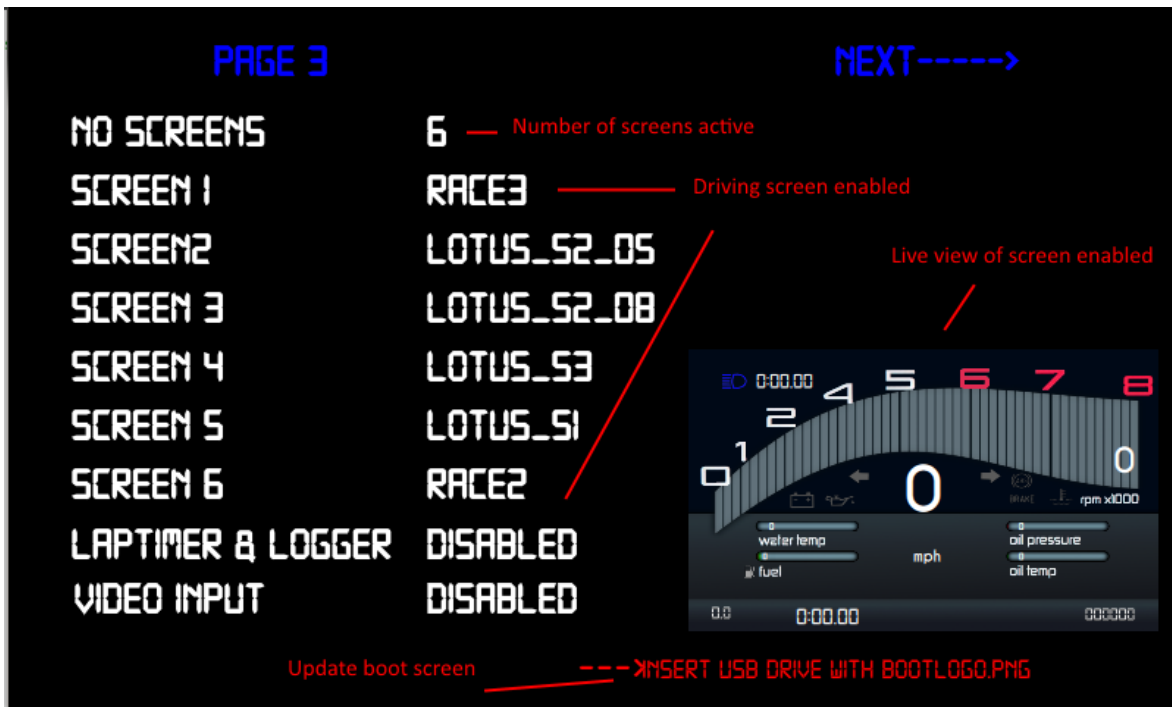 PAGE 3 NEXT----->
NO SCREENS 6 Number of screens active
SCREEN 1 RACE3 Driving screen enabled
SCREEN2 LOTUS_S2_05
Live view of screen enabled
SCREEN 3 LOTUS_S2_08
SCREEN 4 LOTUS_S3
SCREEN 5 LOTUS_S1
SCREEN 6 RACE2
LAPTIMER & LOGGER DISABLED
VIDEO INPUT DISABLED
0:00.00
0 1 2 4 5 6 7 8
0
0
BRAKE
rpm x1000
water temp
oil pressure
mph
fuel
oil temp
0.0 0:00.00 000000
Update boot screen --->INSERT USB DRIVE WITH BOOTLOGO.PNG